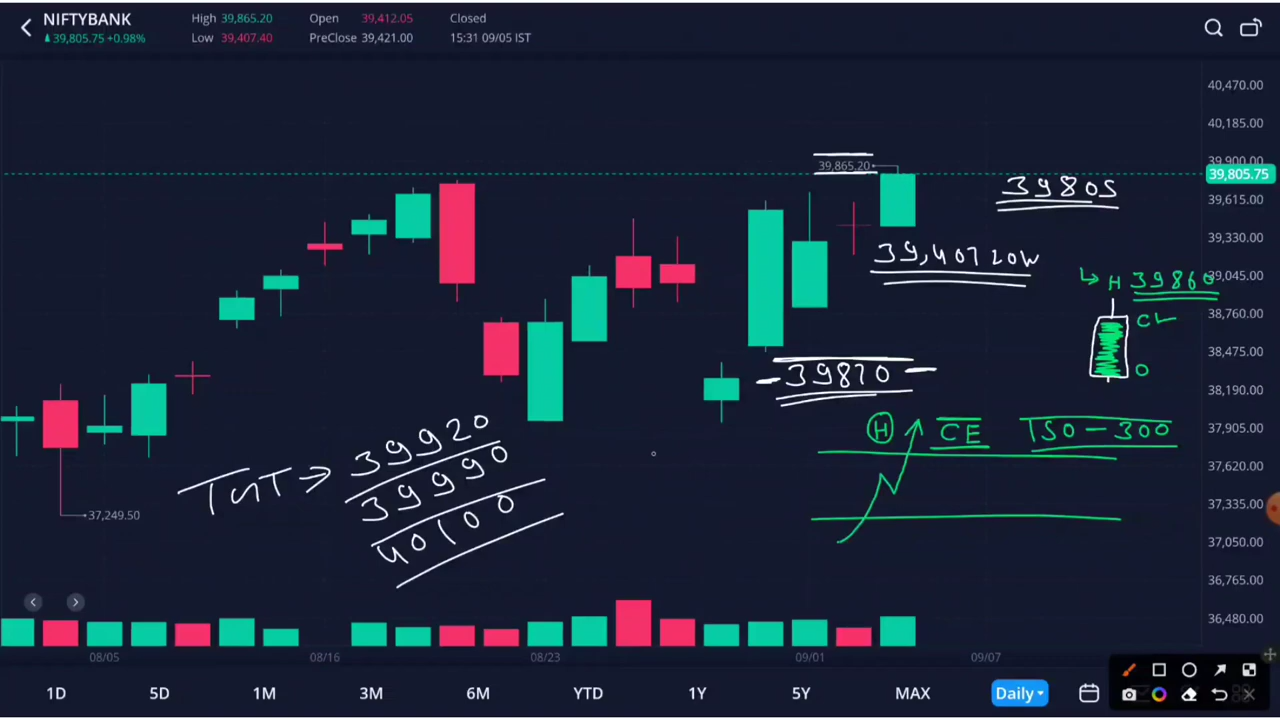 NIFTYBANK
39,805.75 +0.98%
High 39,865.20
Low 39,407.40
Open 39,412.05
PreClose 39,421.00
Closed
15:31 09/05 IST
40,470.00
40,185.00
39,900.00
39,805.75
39,615.00
39,330.00
39,045.00
38,760.00
38,475.00
38,190.00
37,905.00
37,620.00
37,335.00
37,050.00
36,765.00
36,480.00
39,865.20
39805
39,407 LOW
H 39860
CL
O
39870
H CE 150-300
TGT → 39920
39990
40100
37,249.50
08/05 08/16 08/23 09/01 09/07
1D 5D 1M 3M 6M YTD 1Y 5Y MAX Daily